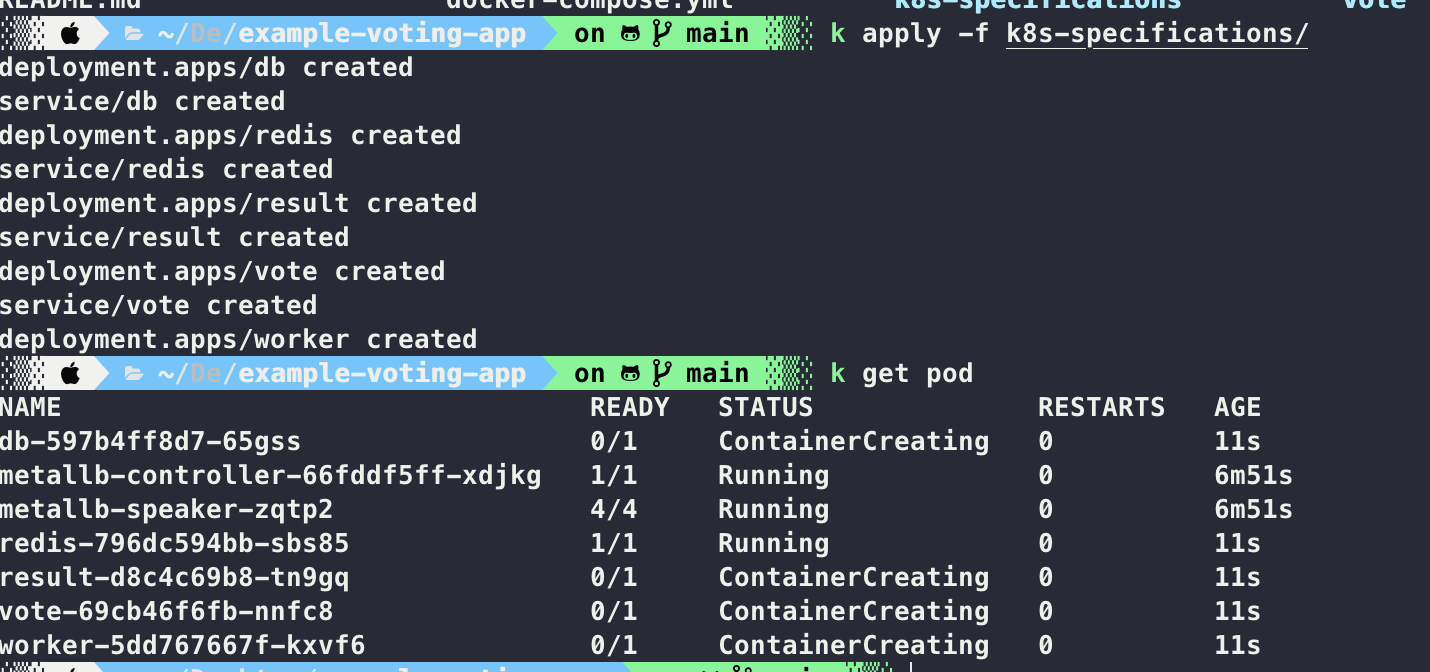 README.md docker-compose.yml k8s-specifications vote
~/De/example-voting-app on main k apply -f k8s-specifications/
deployment.apps/db created
service/db created
deployment.apps/redis created
service/redis created
deployment.apps/result created
service/result created
deployment.apps/vote created
service/vote created
deployment.apps/worker created
~/De/example-voting-app on main k get pod
NAME READY STATUS RESTARTS AGE
db-597b4ff8d7-65gss 0/1 ContainerCreating 0 11s
metallb-controller-66fddf5ff-xdjkg 1/1 Running 0 6m51s
metallb-speaker-zqtp2 4/4 Running 0 6m51s
redis-796dc594bb-sbs85 1/1 Running 0 11s
result-d8c4c69b8-tn9gq 0/1 ContainerCreating 0 11s
vote-69cb46f6fb-nnfc8 0/1 ContainerCreating 0 11s
worker-5dd767667f-kxvf6 0/1 ContainerCreating 0 11s